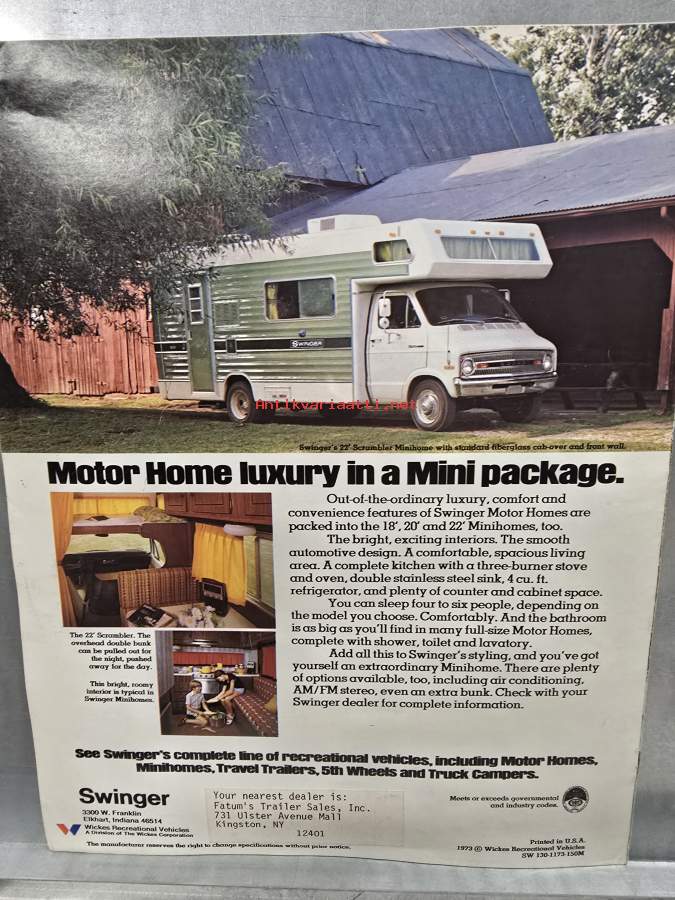 SWINGER
Antikvariaatti.net
Swinger's 22' Scrambler Minihome with standard fiberglass cab-over and front wall.
Motor Home luxury in a Mini package.
Out-of-the-ordinary luxury, comfort and
convenience features of Swinger Motor Homes are
packed into the 18', 20' and 22' Minihomes, too.
The bright, exciting interiors. The smooth
automotive design. A comfortable, spacious living
area. A complete kitchen with a three-burner stove
and oven, double stainless steel sink, 4 cu. ft.
refrigerator, and plenty of counter and cabinet space.
You can sleep four to six people, depending on
the model you choose. Comfortably. And the bathroom
is as big as you'll find in many full-size Motor Homes,
complete with shower, toilet and lavatory.
Add all this to Swinger's styling, and you've got
yourself an extraordinary Minihome. There are plenty
of options available, too, including air conditioning,
AM/FM stereo, even an extra bunk. Check with your
Swinger dealer for complete information.
The 22' Scrambler. The
overhead double bunk
can be pulled out for
the night, pushed
away for the day.
This bright, roomy
interior is typical in
Swinger Minihomes.
See Swinger's complete line of recreational vehicles, including Motor Homes,
Minihomes, Travel Trailers, 5th Wheels and Truck Campers.
Swinger
3300 W. Franklin
Elkhart, Indiana 46514
Wickes Recreational Vehicles
A Division of The Wickes Corporation
Your nearest dealer is:
Fatum's Trailer Sales, Inc.
731 Ulster Avenue Mall
Kingston, NY
12401
Meets or exceeds governmental
and industry codes.
The manufacturer reserves the right to change specifications without prior notice.
Printed in U.S.A.
1973 © Wickes Recreational Vehicles
SW 130-1173-150M